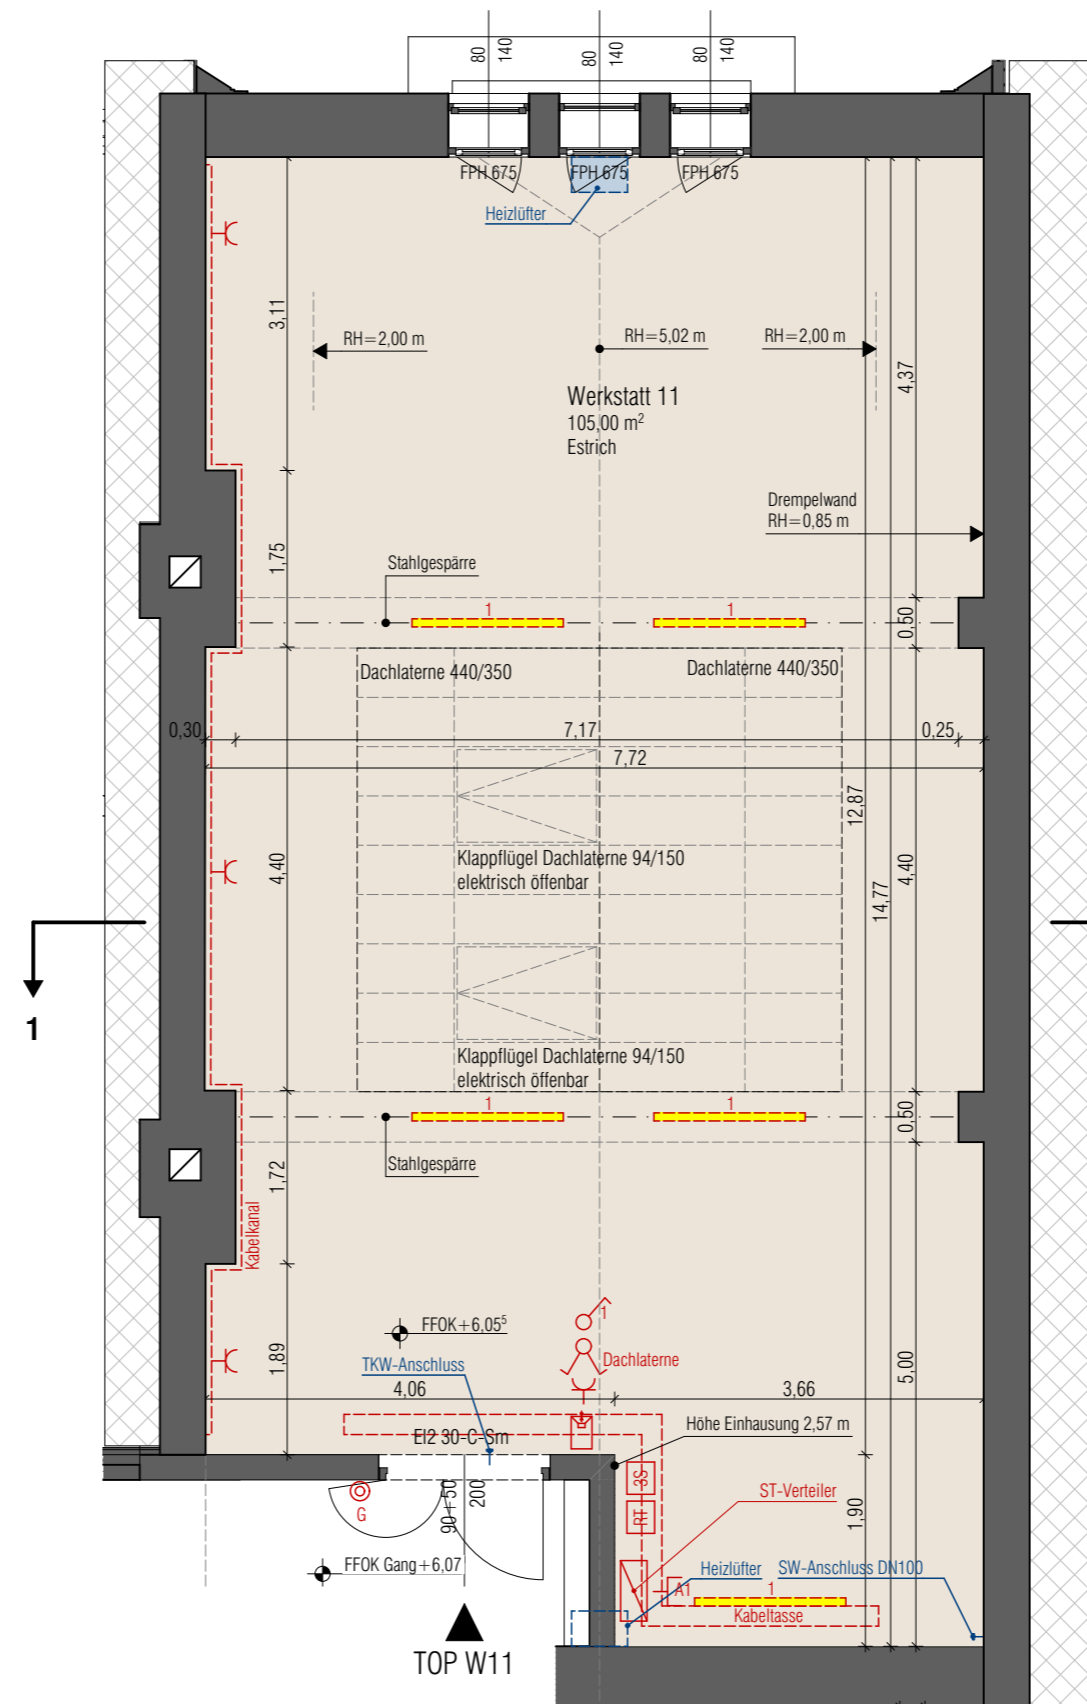 80
140
80
140
80
140
FPH 675
FPH 675
FPH 675
Heizlüfter
3,11
RH=2,00 m
RH=5,02 m
RH=2,00 m
4,37
Werkstatt 11
105,00 m²
Estrich
Drempelwand
RH=0,85 m
1,75
Stahlgespärre
1
1
0,50
Dachlaterne 440/350
Dachlaterne 440/350
0,30
7,17
0,25
7,72
12,87
14,77
4,40
4,40
Klappflügel Dachlaterne 94/150
elektrisch öffenbar
1
Klappflügel Dachlaterne 94/150
elektrisch öffenbar
1
1
0,50
Stahlgespärre
1,72
Kabelkanal
1
FFOK+6,05⁵
Dachlaterne
1,89
TKW-Anschluss
4,06
3,66
5,00
Höhe Einhausung 2,57 m
EI2 30-C-Sm
3S
RT
G
90+50
200
ST-Verteiler
1,90
FFOK Gang+6,07
Heizlüfter
SW-Anschluss DN100
A1
1
Kabeltasse
TOP W11